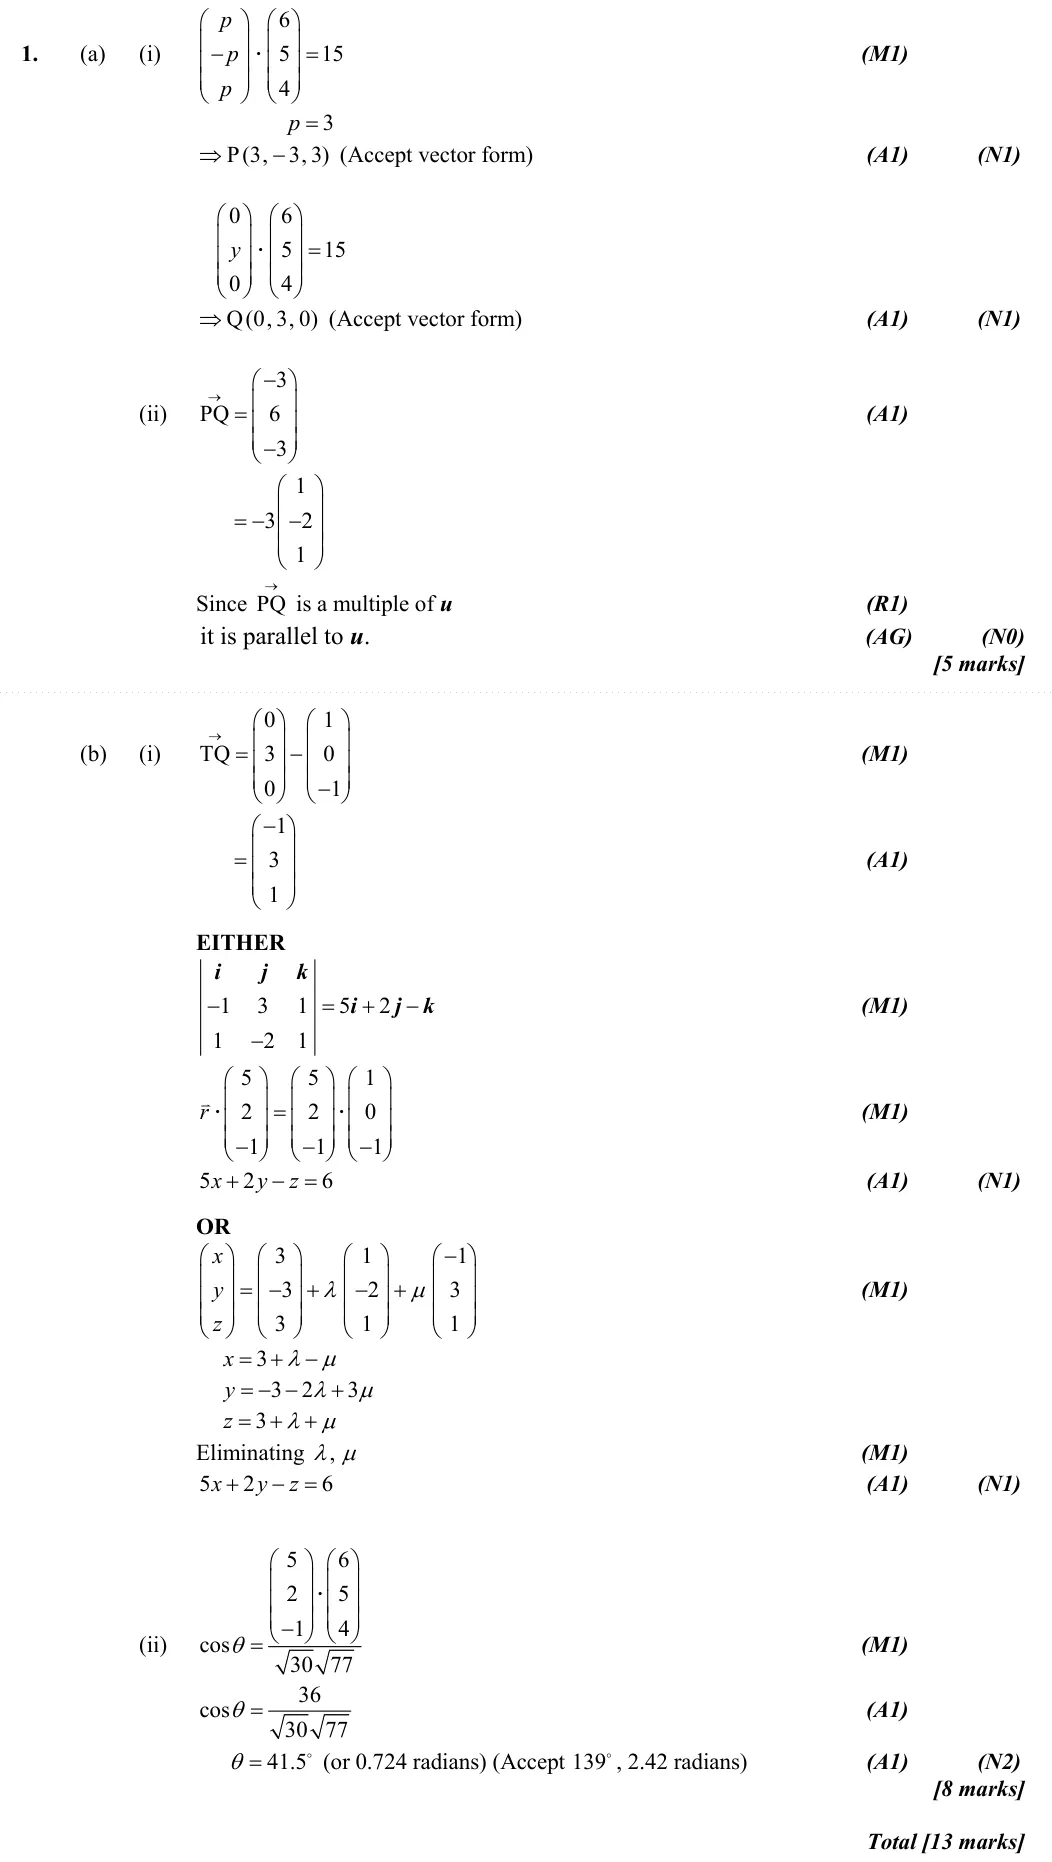 1. (a) (i) ( p  −p  p ) · ( 6  5  4 ) = 15 (M1)
p = 3
⇒ P(3, − 3, 3) (Accept vector form) (A1) (N1)
( 0  y  0 ) · ( 6  5  4 ) = 15
⇒ Q(0, 3, 0) (Accept vector form) (A1) (N1)
(ii) PQ→ = ( −3  6  −3 ) (A1)
= −3 ( 1  −2  1 )
Since PQ→ is a multiple of u (R1)
it is parallel to u. (AG) (N0)
[5 marks]
(b) (i) TQ→ = ( 0  3  0 ) − ( 1  0  −1 ) (M1)
= ( −1  3  1 ) (A1)
EITHER
| i j k |
| −1 3 1 | = 5i + 2j − k (M1)
| 1 −2 1 |
r⃗ · ( 5  2  −1 ) = ( 5  2  −1 ) · ( 1  0  −1 ) (M1)
5x + 2y − z = 6 (A1) (N1)
OR
( x  y  z ) = ( 3  −3  3 ) + λ ( 1  −2  1 ) + μ ( −1  3  1 ) (M1)
x = 3 + λ − μ
y = −3 − 2λ + 3μ
z = 3 + λ + μ
Eliminating λ, μ (M1)
5x + 2y − z = 6 (A1) (N1)
(ii) cos θ = ( 5  2  −1 ) · ( 6  5  4 ) / √30 √77 (M1)
cos θ = 36 / √30 √77 (A1)
θ = 41.5° (or 0.724 radians) (Accept 139°, 2.42 radians) (A1) (N2)
[8 marks]
Total [13 marks]